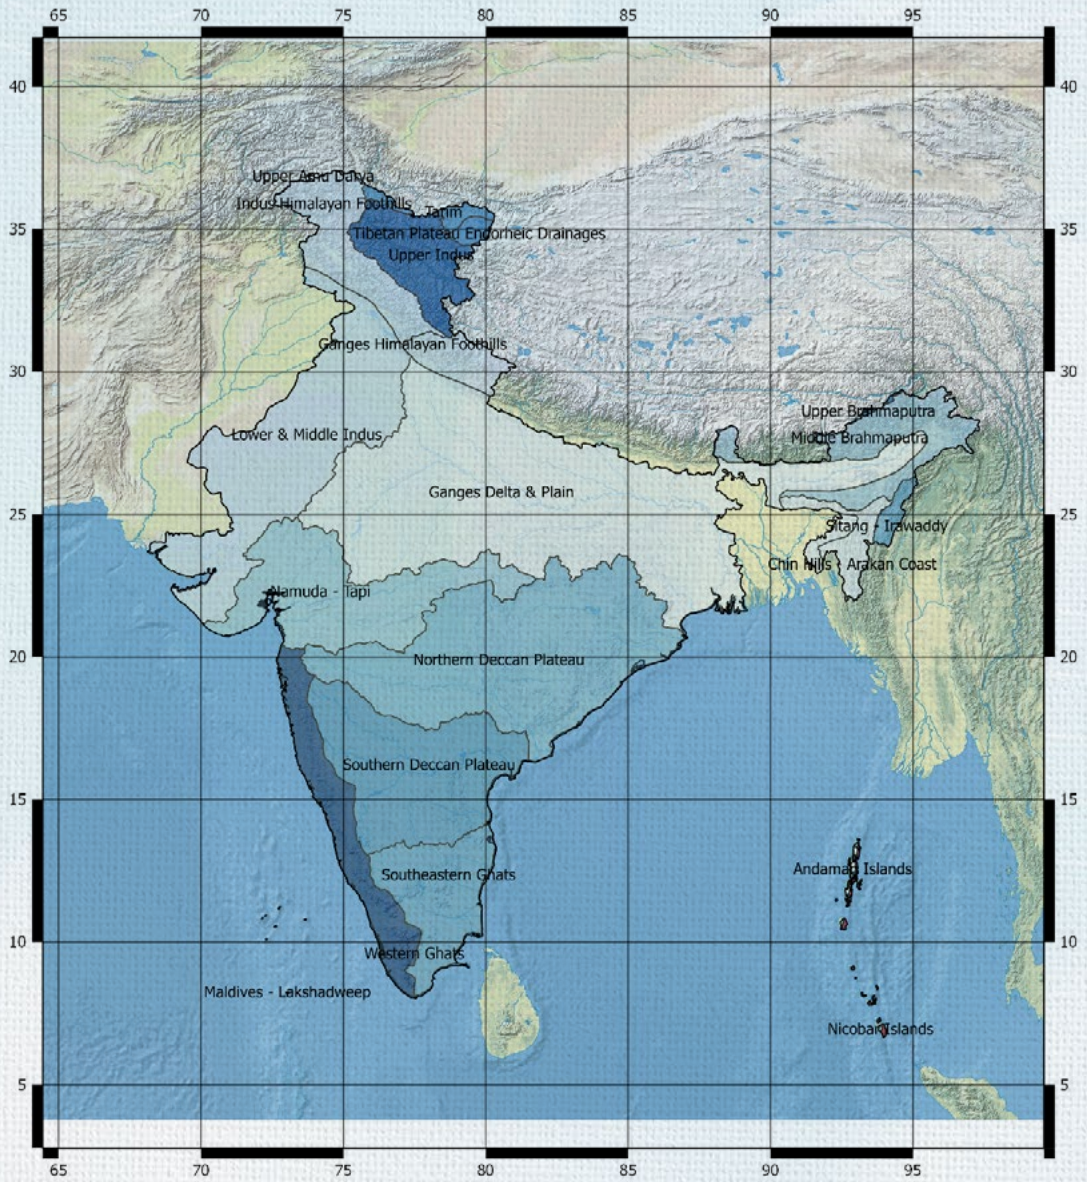 65 70 75 80 85 90 95
40 40
Upper Amu Darya
Indus Himalayan Foothills
Tarim
35 35
Tibetan Plateau Endorheic Drainages
Upper Indus
Ganges Himalayan Foothills
30 30
Upper Brahmaputra
Lower & Middle Indus
Middle Brahmaputra
Ganges Delta & Plain
25 25
Sitang - Irawaddy
Chin Hills - Arakan Coast
Namuda - Tapi
20 20
Northern Deccan Plateau
Southern Deccan Plateau
15 15
Andaman Islands
Southeastern Ghats
10 10
Western Ghats
Maldives - Lakshadweep
Nicobar Islands
5 5
65 70 75 80 85 90 95